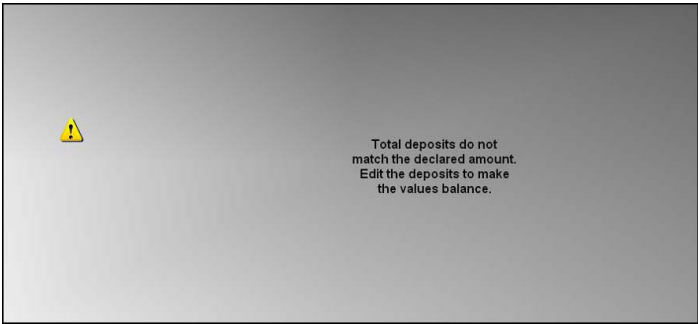 Total deposits do not
match the declared amount.
Edit the deposits to make
the values balance.